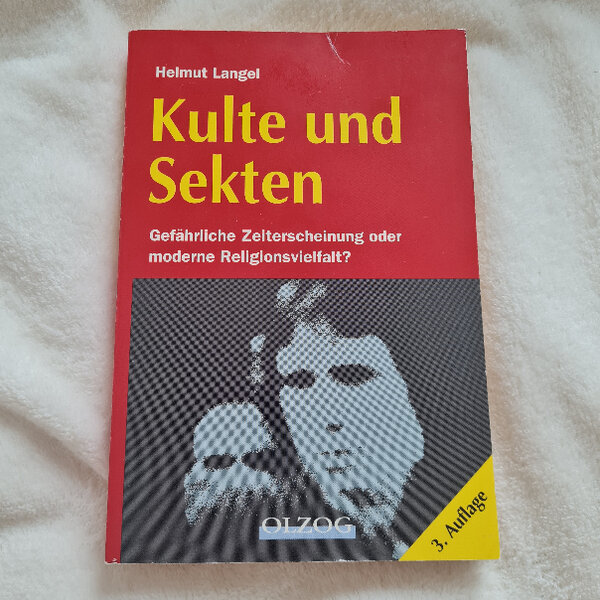 Helmut Langel
Kulte und
Sekten
Gefährliche Zeiterscheinung oder
moderne Religionsvielfalt?
OLZOG
3. Auflage